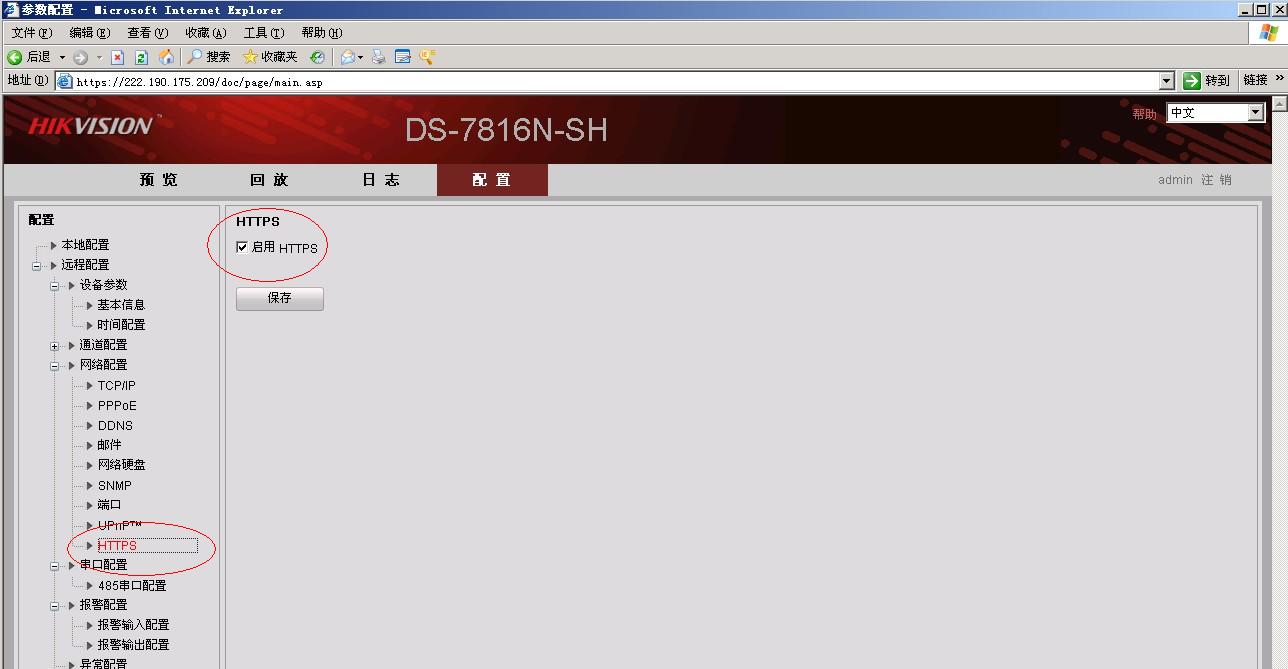 参数配置 - Microsoft Internet Explorer
文件(F) 编辑(E) 查看(V) 收藏(A) 工具(T) 帮助(H)
后退 搜索 收藏夹
地址(D) https://222.190.175.209/doc/page/main.asp 转到 链接 »
HIKVISION™ DS-7816N-SH 帮助 中文
预览 回放 日志 配置 admin 注销
配置
本地配置
远程配置
设备参数
基本信息
时间配置
通道配置
网络配置
TCP/IP
PPPoE
DDNS
邮件
网络硬盘
SNMP
端口
UPnP™
HTTPS
串口配置
485串口配置
报警配置
报警输入配置
报警输出配置
异常配置
HTTPS
启用 HTTPS
保存